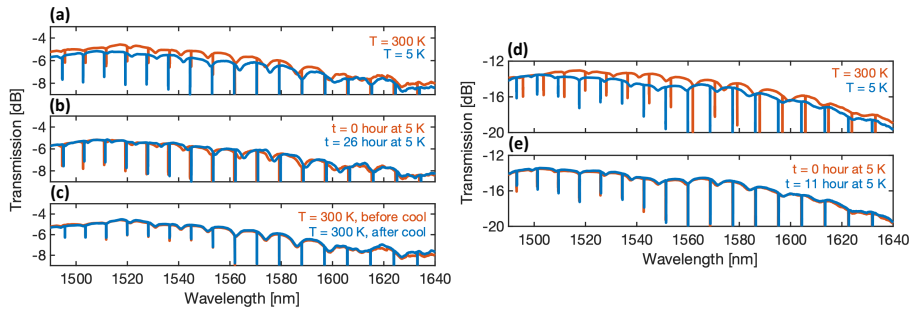 (a)
-4
-6
-8
T = 300 K
T = 5 K
(b)
-4
-6
-8
t = 0 hour at 5 K
t = 26 hour at 5 K
(c)
-4
-6
-8
T = 300 K, before cool
T = 300 K, after cool
Transmission [dB]
1500 1520 1540 1560 1580 1600 1620 1640
Wavelength [nm]
(d)
-12
-16
-20
T = 300 K
T = 5 K
(e)
-12
-16
-20
t = 0 hour at 5 K
t = 11 hour at 5 K
Transmission [dB]
1500 1520 1540 1560 1580 1600 1620 1640
Wavelength [nm]